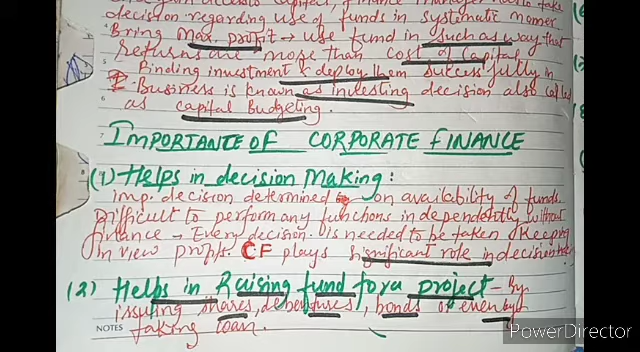 decision regarding use of funds in systematic manner
Bring Max. profit → use fund in such as way that
returns are more than cost of Capital
Finding investment & deploy them successfully in
Business is known as investing decision also called
as capital Budgeting.
IMPORTANCE OF CORPORATE FINANCE
(1) Helps in decision Making:
imp. decision determined on availability of funds.
Difficult to perform any functions independently without
finance - Every decision is needed to be taken keeping
in view profits. CF plays significant role in decision
(2) Helps in Raising fund for a project - By
issuing shares, debentures, bonds or even by
taking loan.
NOTES
PowerDirector